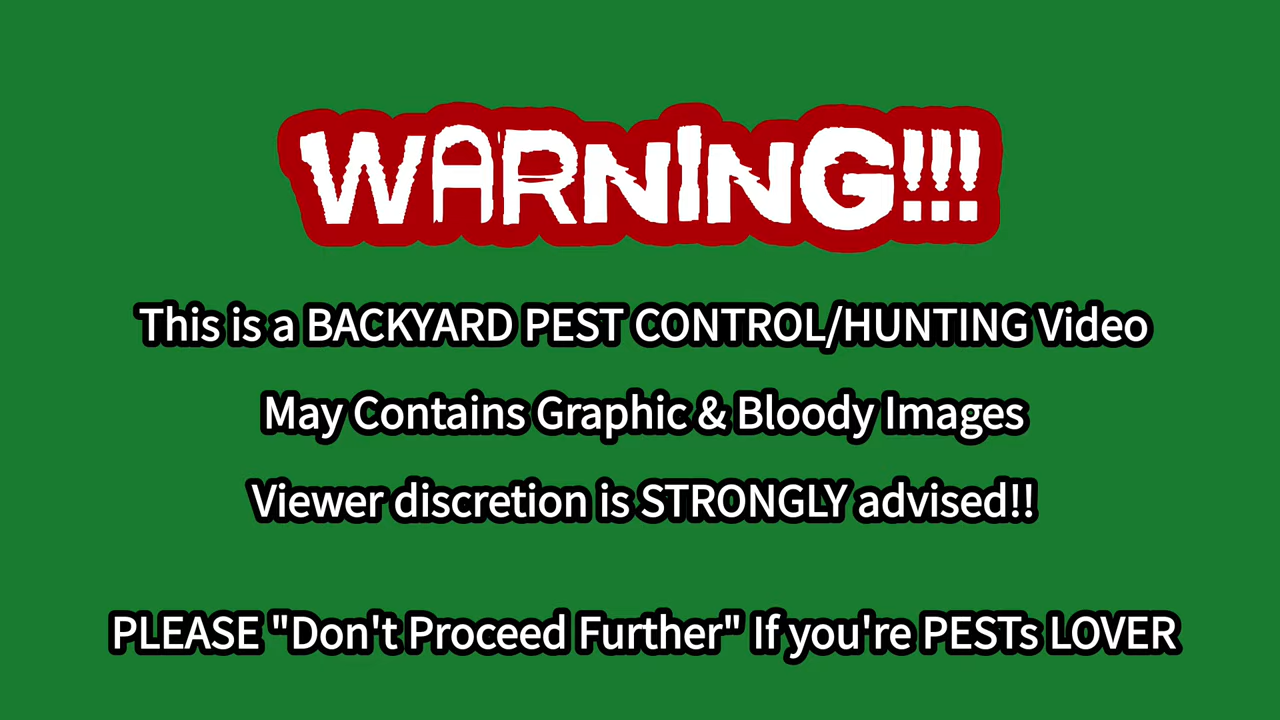 WARNING!!!
This is a BACKYARD PEST CONTROL/HUNTING Video
May Contains Graphic & Bloody Images
Viewer discretion is STRONGLY advised!!
PLEASE "Don't Proceed Further" If you're PESTs LOVER